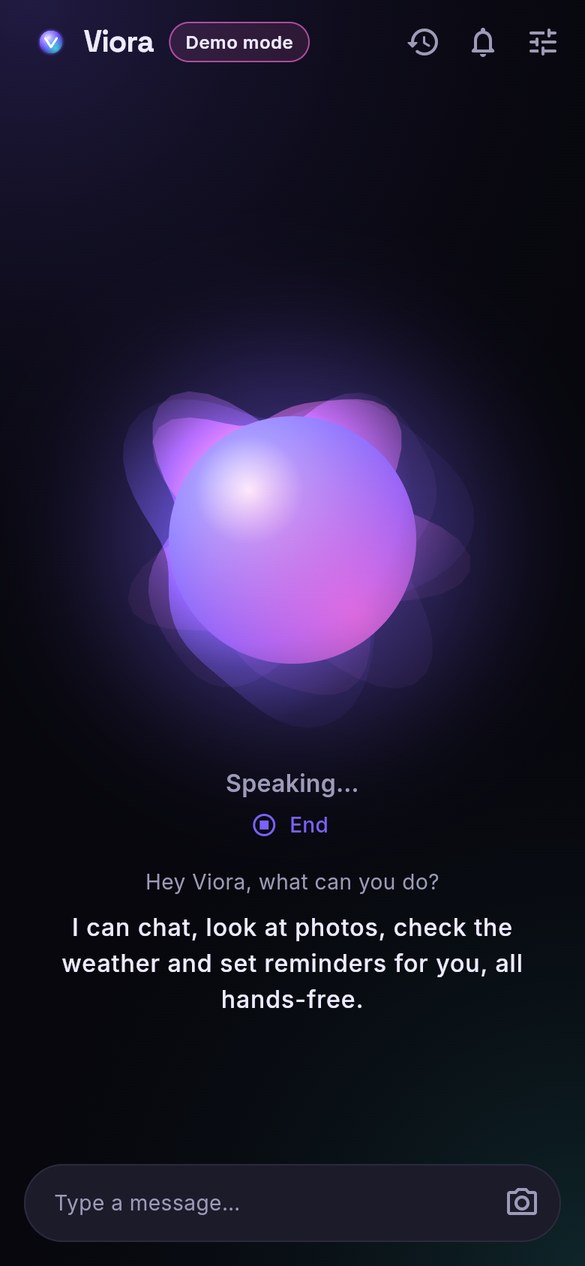 Viora
Demo mode
Speaking...
End
Hey Viora, what can you do?
I can chat, look at photos, check the
weather and set reminders for you, all
hands-free.
Type a message...